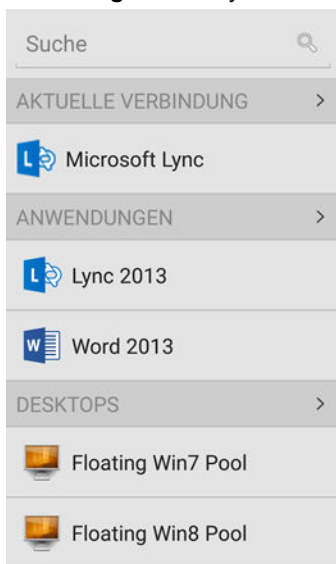 Suche
AKTUELLE VERBINDUNG
Microsoft Lync
ANWENDUNGEN
Lync 2013
Word 2013
DESKTOPS
Floating Win7 Pool
Floating Win8 Pool